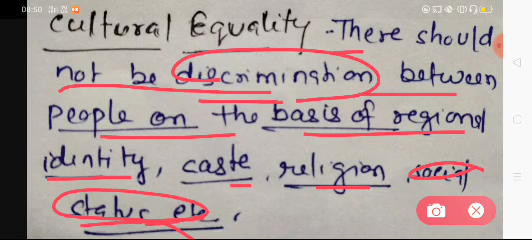 08:50
Cultural Equality - There should
not be discrimination between
people on the basis of regional
identity, caste, religion, social
status etc.